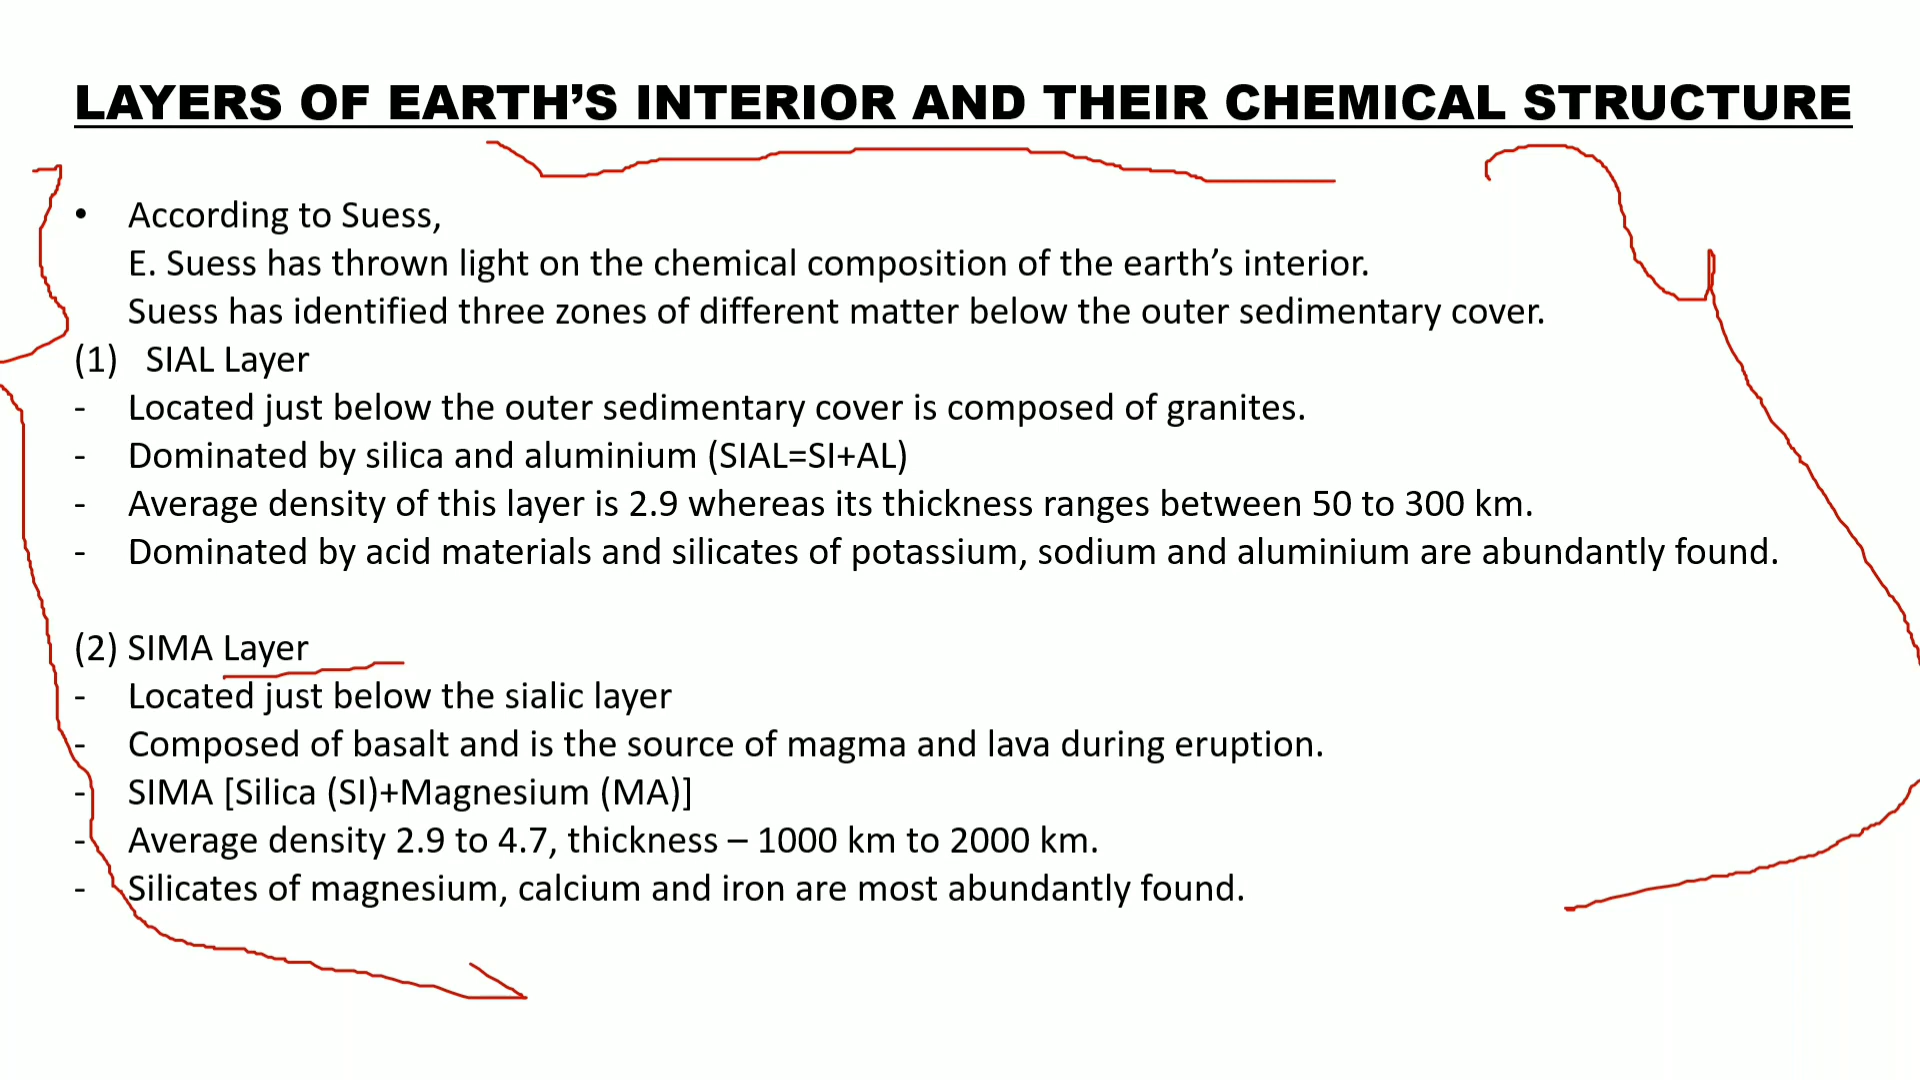 LAYERS OF EARTH’S INTERIOR AND THEIR CHEMICAL STRUCTURE
• According to Suess,
E. Suess has thrown light on the chemical composition of the earth’s interior.
Suess has identified three zones of different matter below the outer sedimentary cover.
(1) SIAL Layer
- Located just below the outer sedimentary cover is composed of granites.
- Dominated by silica and aluminium (SIAL=SI+AL)
- Average density of this layer is 2.9 whereas its thickness ranges between 50 to 300 km.
- Dominated by acid materials and silicates of potassium, sodium and aluminium are abundantly found.
(2) SIMA Layer
- Located just below the sialic layer
- Composed of basalt and is the source of magma and lava during eruption.
- SIMA [Silica (SI)+Magnesium (MA)]
- Average density 2.9 to 4.7, thickness – 1000 km to 2000 km.
- Silicates of magnesium, calcium and iron are most abundantly found.